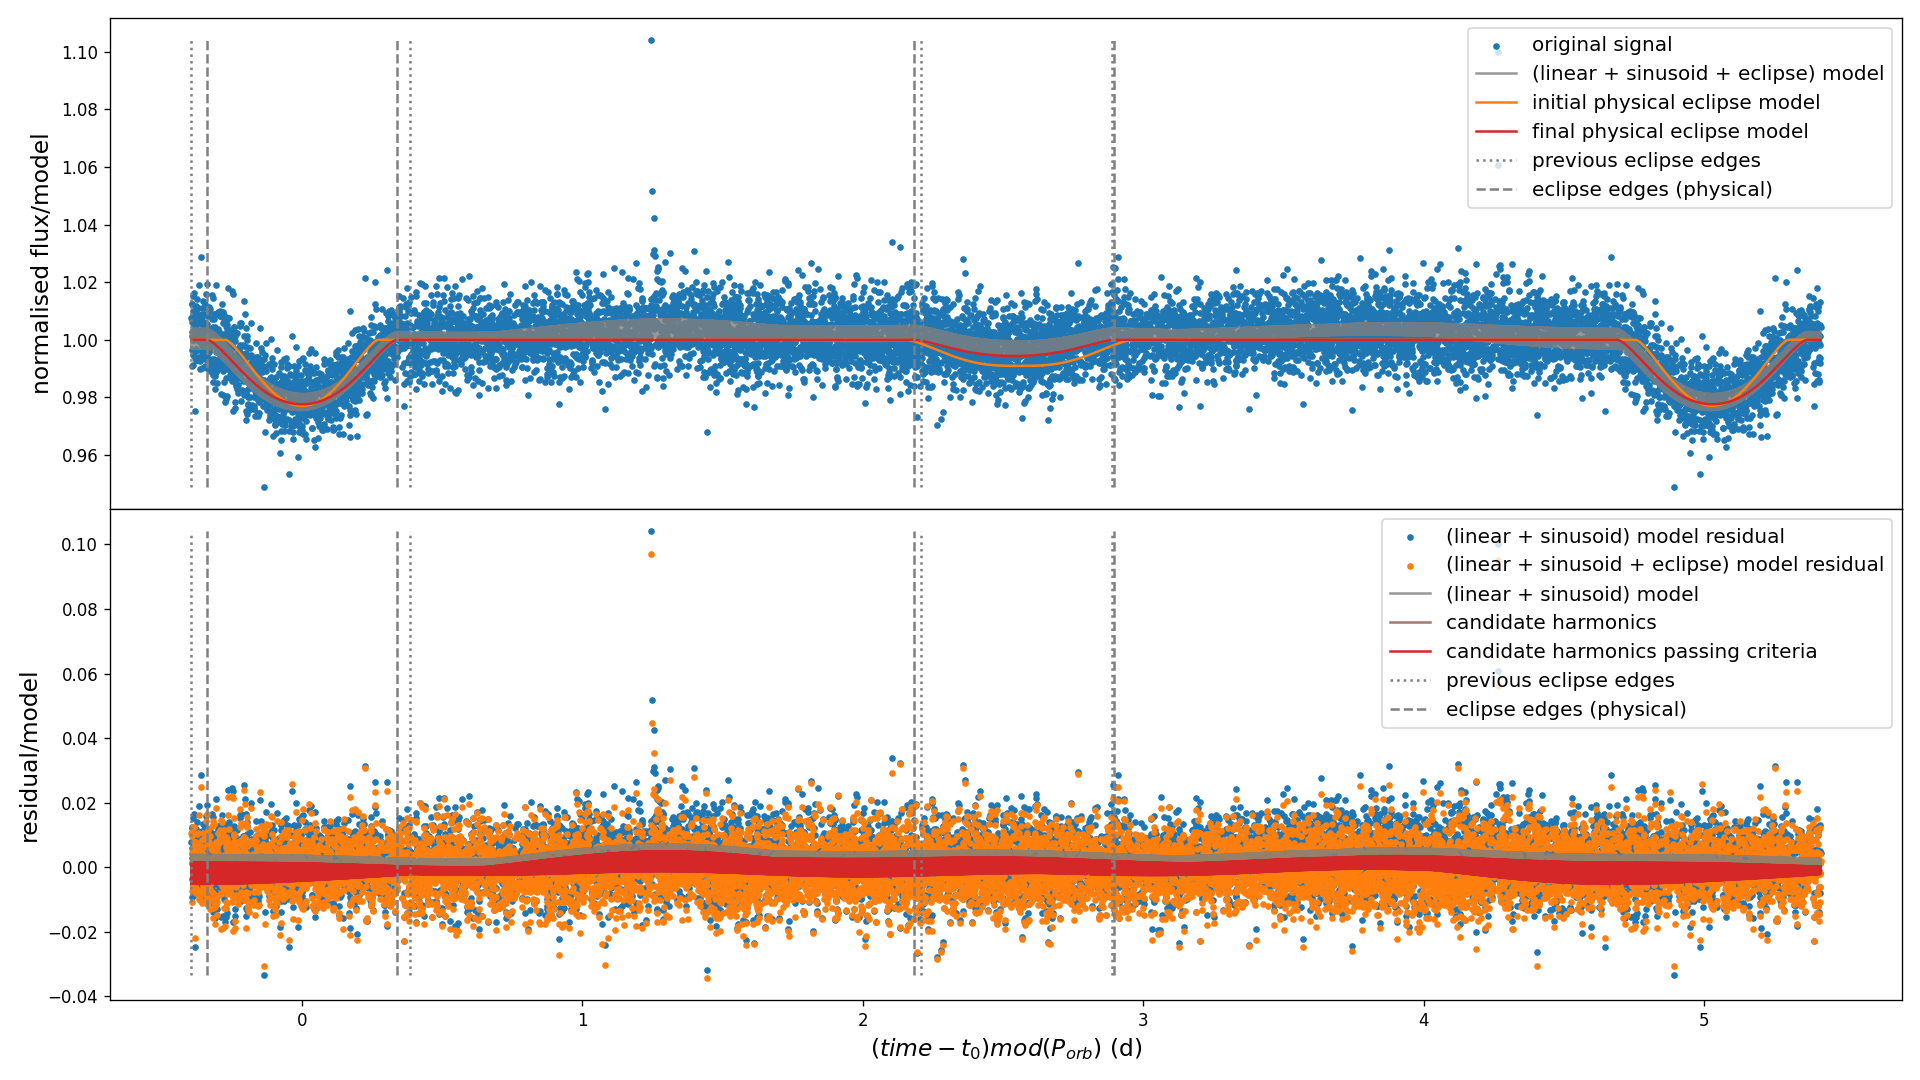 normalised flux/model
1.10
1.08
1.06
1.04
1.02
1.00
0.98
0.96
original signal
(linear + sinusoid + eclipse) model
initial physical eclipse model
final physical eclipse model
previous eclipse edges
eclipse edges (physical)
residual/model
0.10
0.08
0.06
0.04
0.02
0.00
−0.02
−0.04
(linear + sinusoid) model residual
(linear + sinusoid + eclipse) model residual
(linear + sinusoid) model
candidate harmonics
candidate harmonics passing criteria
previous eclipse edges
eclipse edges (physical)
0 1 2 3 4 5
(time − t₀)mod(P_orb) (d)